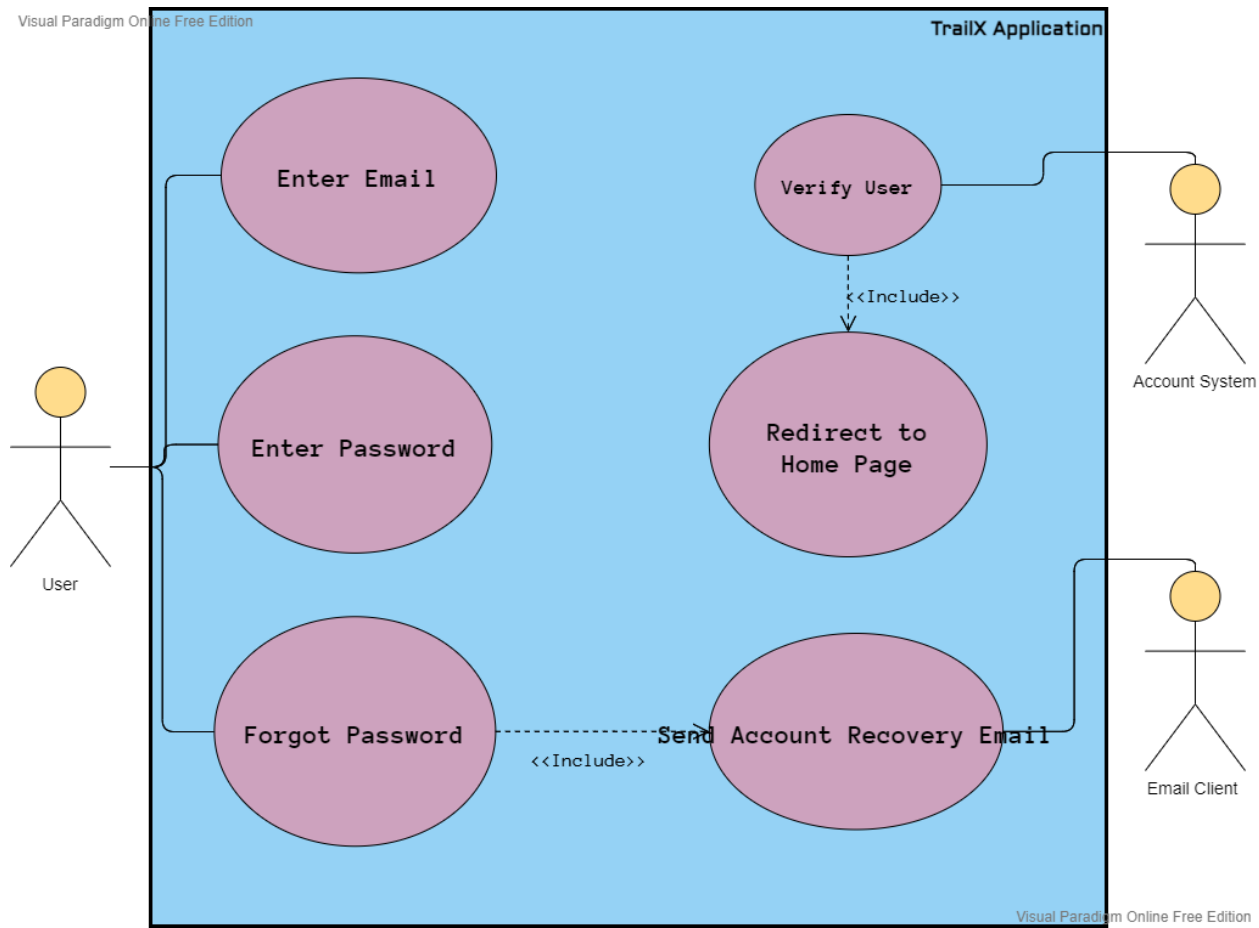 Visual Paradigm Online Free Edition
TrailX Application
Enter Email
Verify User
<<Include>>
Account System
Enter Password
Redirect to
Home Page
User
Forgot Password
Send Account Recovery Email
<<Include>>
Email Client
Visual Paradigm Online Free Edition